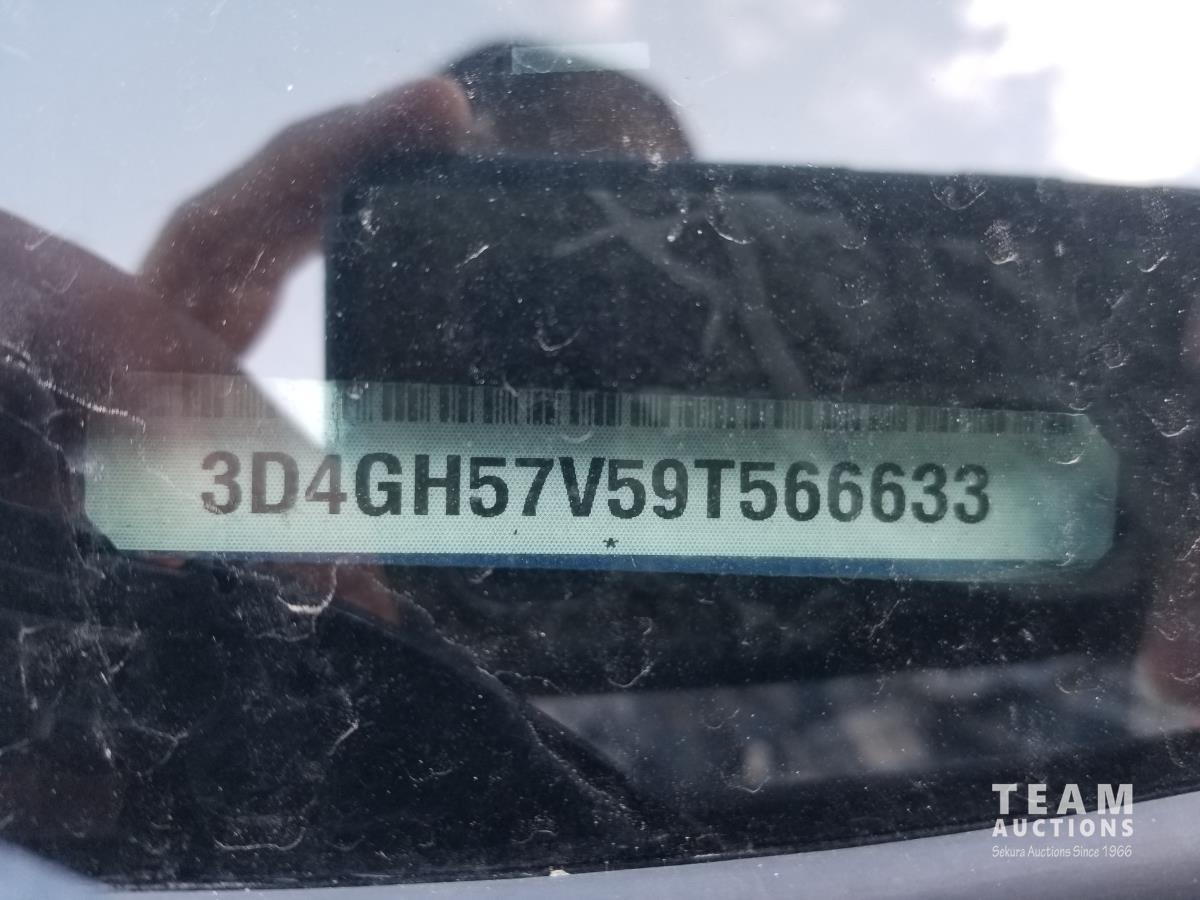 3D4GH57V59T566633
*
TEAM
AUCTIONS
Sekura Auctions Since 1966